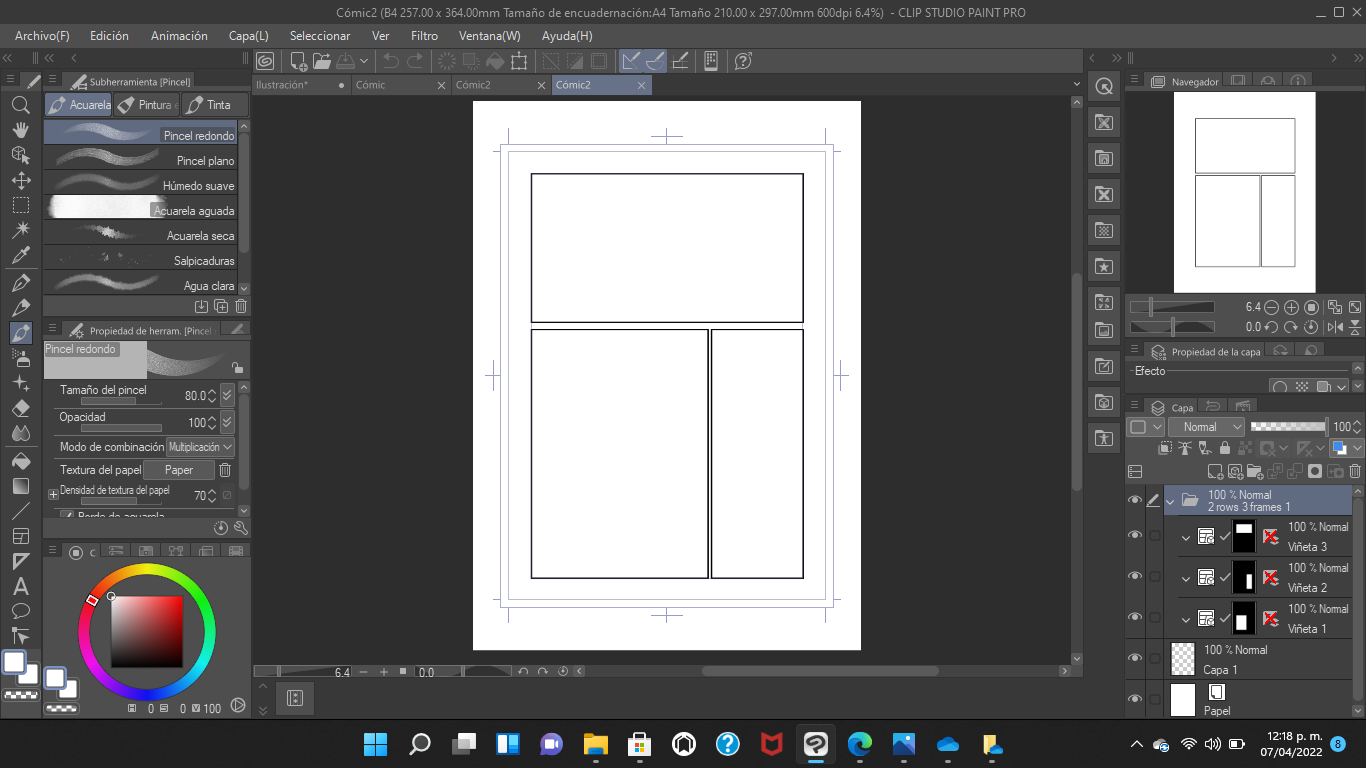 Cómic2 (B4 257.00 x 364.00mm Tamaño de encuadernación:A4 Tamaño 210.00 x 297.00mm 600dpi 6.4%) - CLIP STUDIO PAINT PRO
Archivo(F) Edición Animación Capa(L) Seleccionar Ver Filtro Ventana(W) Ayuda(H)
Subherramienta [Pincel]
Ilustración* Cómic Cómic2 Cómic2
Acuarela Pintura Tinta
Pincel redondo
Pincel plano
Húmedo suave
Acuarela aguada
Acuarela seca
Salpicaduras
Agua clara
Propiedad de herram. [Pincel
Pincel redondo
Tamaño del pincel 80.0
Opacidad 100
Modo de combinación Multiplicación
Textura del papel Paper
Densidad de textura del papel 70
Borde de acuarela
C
0 0 V 100
6.4 0.0
Navegador
6.4
0.0
Propiedad de la capa
Efecto
Capa
Normal 100
100 % Normal
2 rows 3 frames 1
100 % Normal
Viñeta 3
100 % Normal
Viñeta 2
100 % Normal
Viñeta 1
100 % Normal
Capa 1
Papel
12:18 p. m.
07/04/2022 8